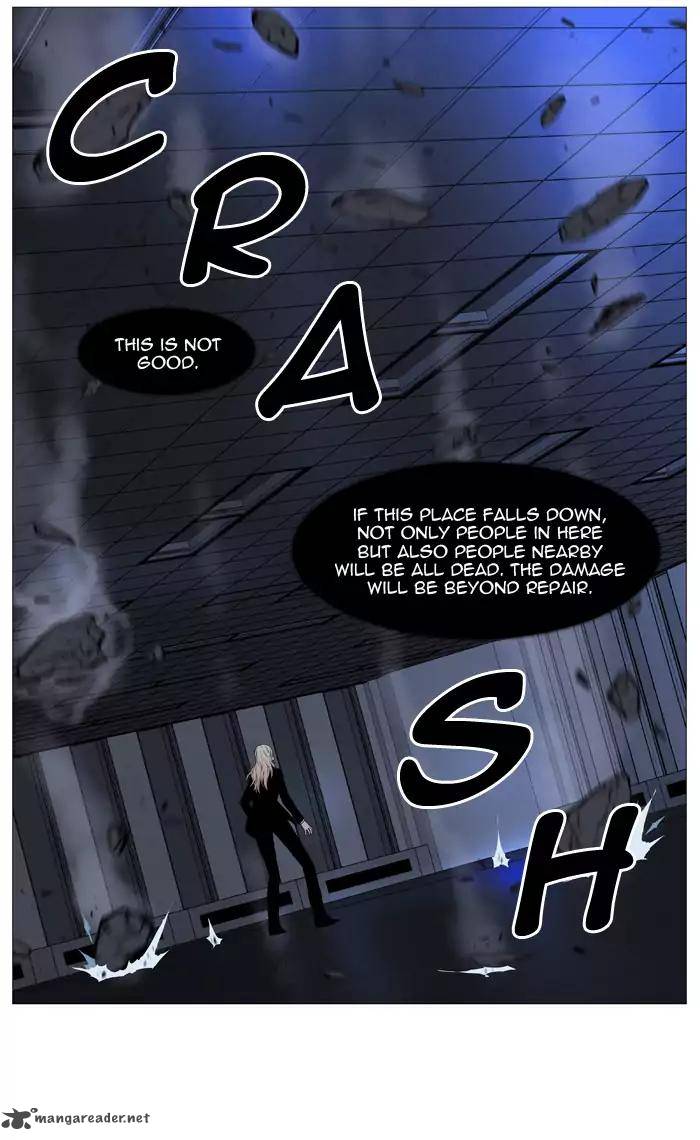 CRASH
THIS IS NOT
GOOD.
IF THIS PLACE FALLS DOWN,
NOT ONLY PEOPLE IN HERE
BUT ALSO PEOPLE NEARBY
WILL BE ALL DEAD. THE DAMAGE
WILL BE BEYOND REPAIR.
mangareader.net